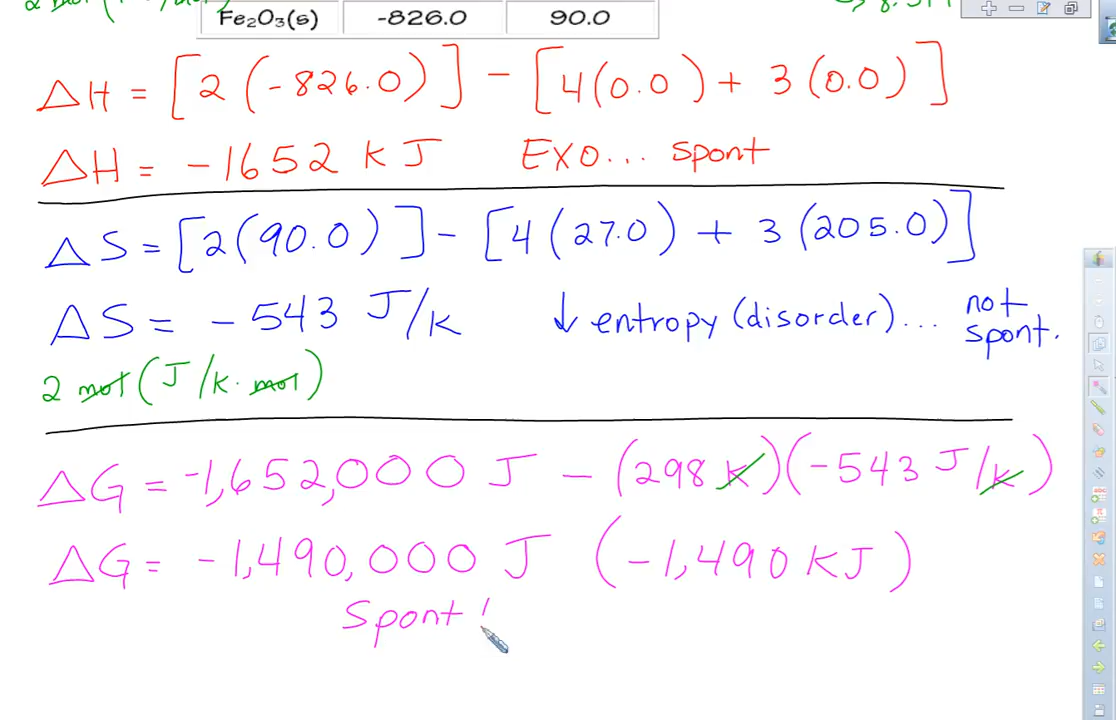 Fe₂O₃(s) -826.0 90.0
ΔH = [2 (-826.0)] - [4(0.0) + 3(0.0)]
ΔH = -1652 kJ EXO... spont
ΔS = [2(90.0)] - [4(27.0) + 3(205.0)]
ΔS = -543 J/K ↓ entropy (disorder)... not spont.
2 mol (J/K·mol)
ΔG = -1,652,000 J - (298 K)(-543 J/K)
ΔG = -1,490,000 J (-1,490 KJ)
Spont !